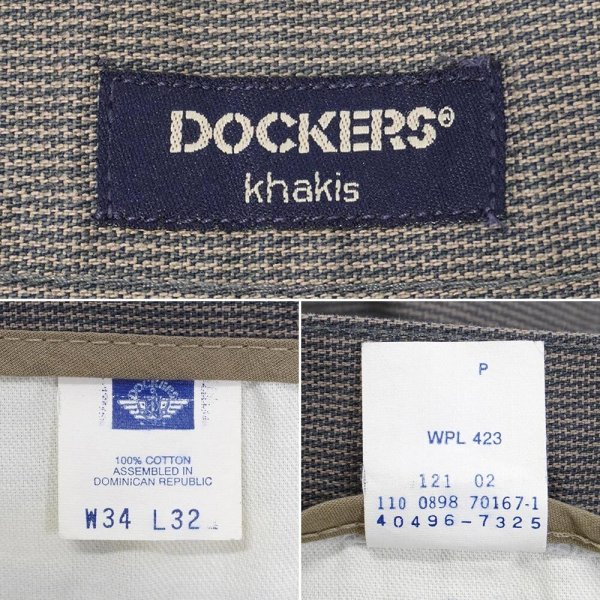 DOCKERS®
khakis
DOCKERS
100% COTTON
ASSEMBLED IN
DOMINICAN REPUBLIC
W34 L32
P
WPL 423
121 02
110 0898 70167-1
40496-7325